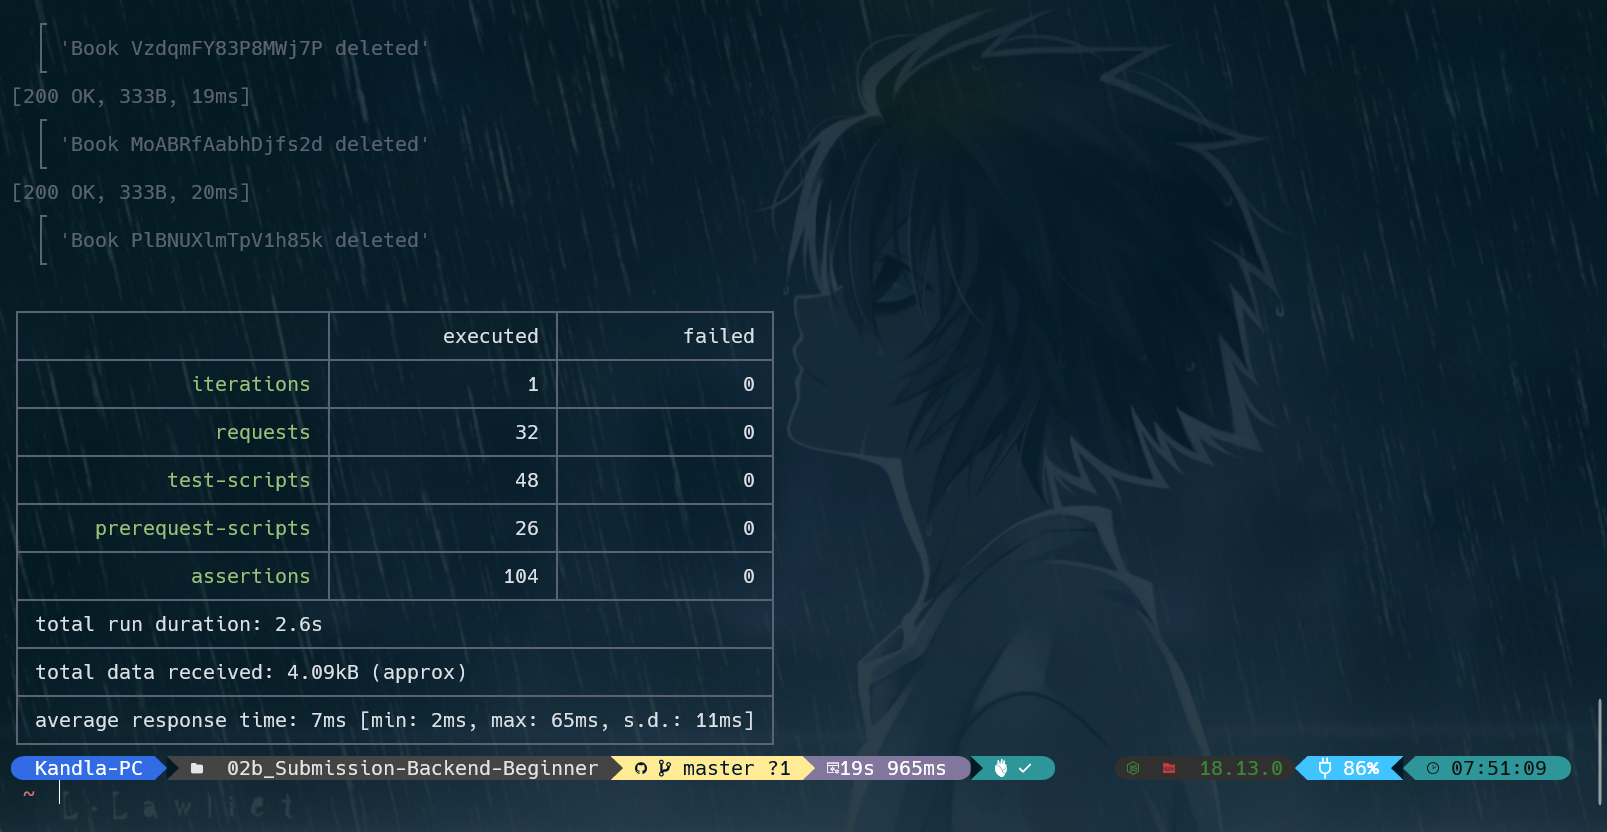 'Book VzdqmFY83P8MWj7P deleted'
[200 OK, 333B, 19ms]
'Book MoABRfAabhDjfs2d deleted'
[200 OK, 333B, 20ms]
'Book PlBNUXlmTpV1h85k deleted'
executed failed
iterations 1 0
requests 32 0
test-scripts 48 0
prerequest-scripts 26 0
assertions 104 0
total run duration: 2.6s
total data received: 4.09kB (approx)
average response time: 7ms [min: 2ms, max: 65ms, s.d.: 11ms]
Kandla-PC 02b_Submission-Backend-Beginner master ?1 19s 965ms 18.13.0 86% 07:51:09
~
L.Lawliet